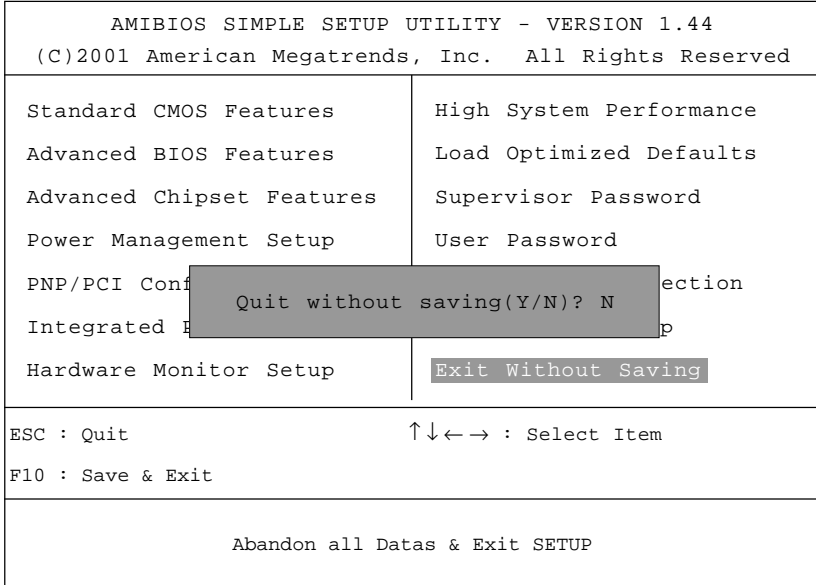 AMIBIOS SIMPLE SETUP UTILITY - VERSION 1.44
(C)2001 American Megatrends, Inc. All Rights Reserved
Standard CMOS Features
Advanced BIOS Features
Advanced Chipset Features
Power Management Setup
PNP/PCI Conf
Integrated
Hardware Monitor Setup
High System Performance
Load Optimized Defaults
Supervisor Password
User Password
ection
p
Exit Without Saving
Quit without saving(Y/N)? N
ESC : Quit
↑↓←→ : Select Item
F10 : Save & Exit
Abandon all Datas & Exit SETUP